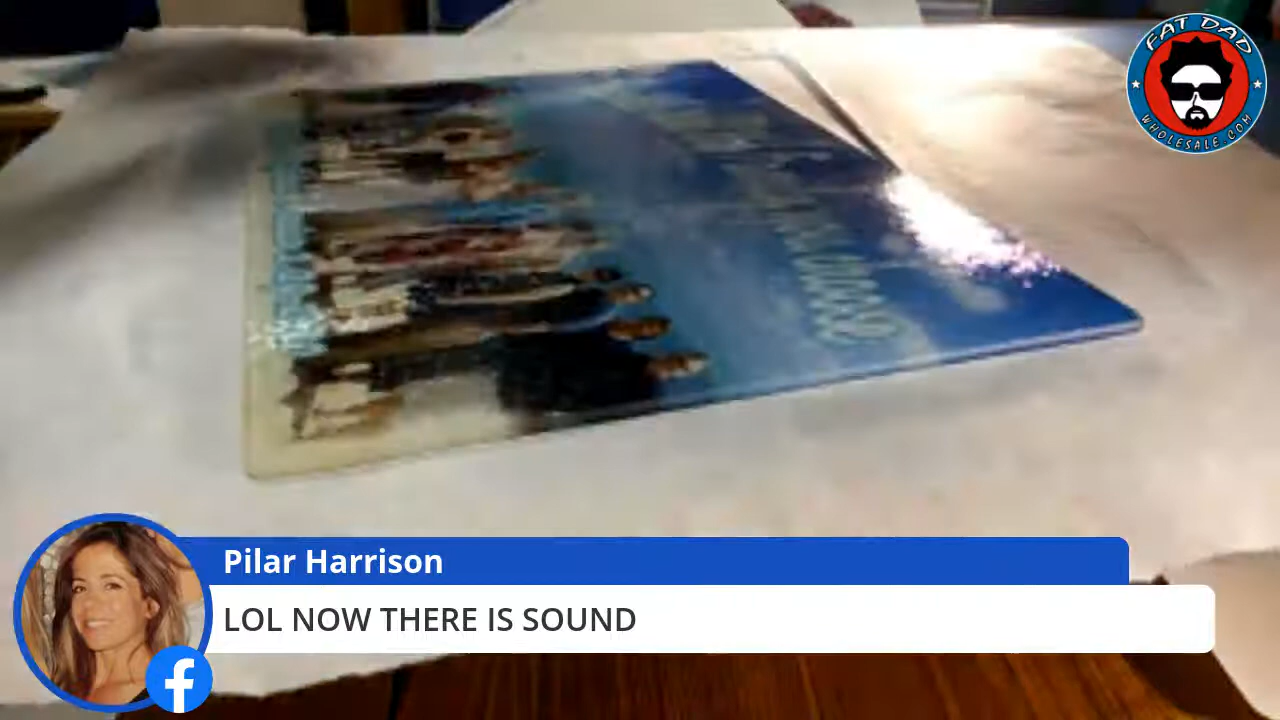 FAT DAD
WHOLESALE.COM
Pilar Harrison
LOL NOW THERE IS SOUND